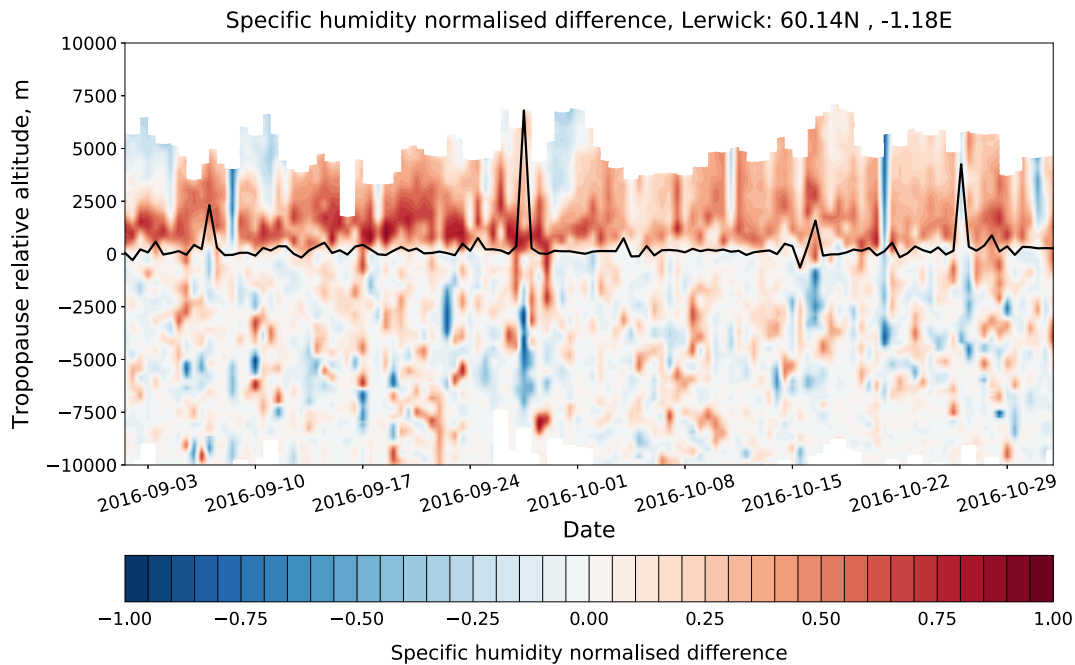 Specific humidity normalised difference, Lerwick: 60.14N , -1.18E
Tropopause relative altitude, m
10000
7500
5000
2500
0
−2500
−5000
−7500
−10000
2016-09-03 2016-09-10 2016-09-17 2016-09-24 2016-10-01 2016-10-08 2016-10-15 2016-10-22 2016-10-29
Date
−1.00 −0.75 −0.50 −0.25 0.00 0.25 0.50 0.75 1.00
Specific humidity normalised difference